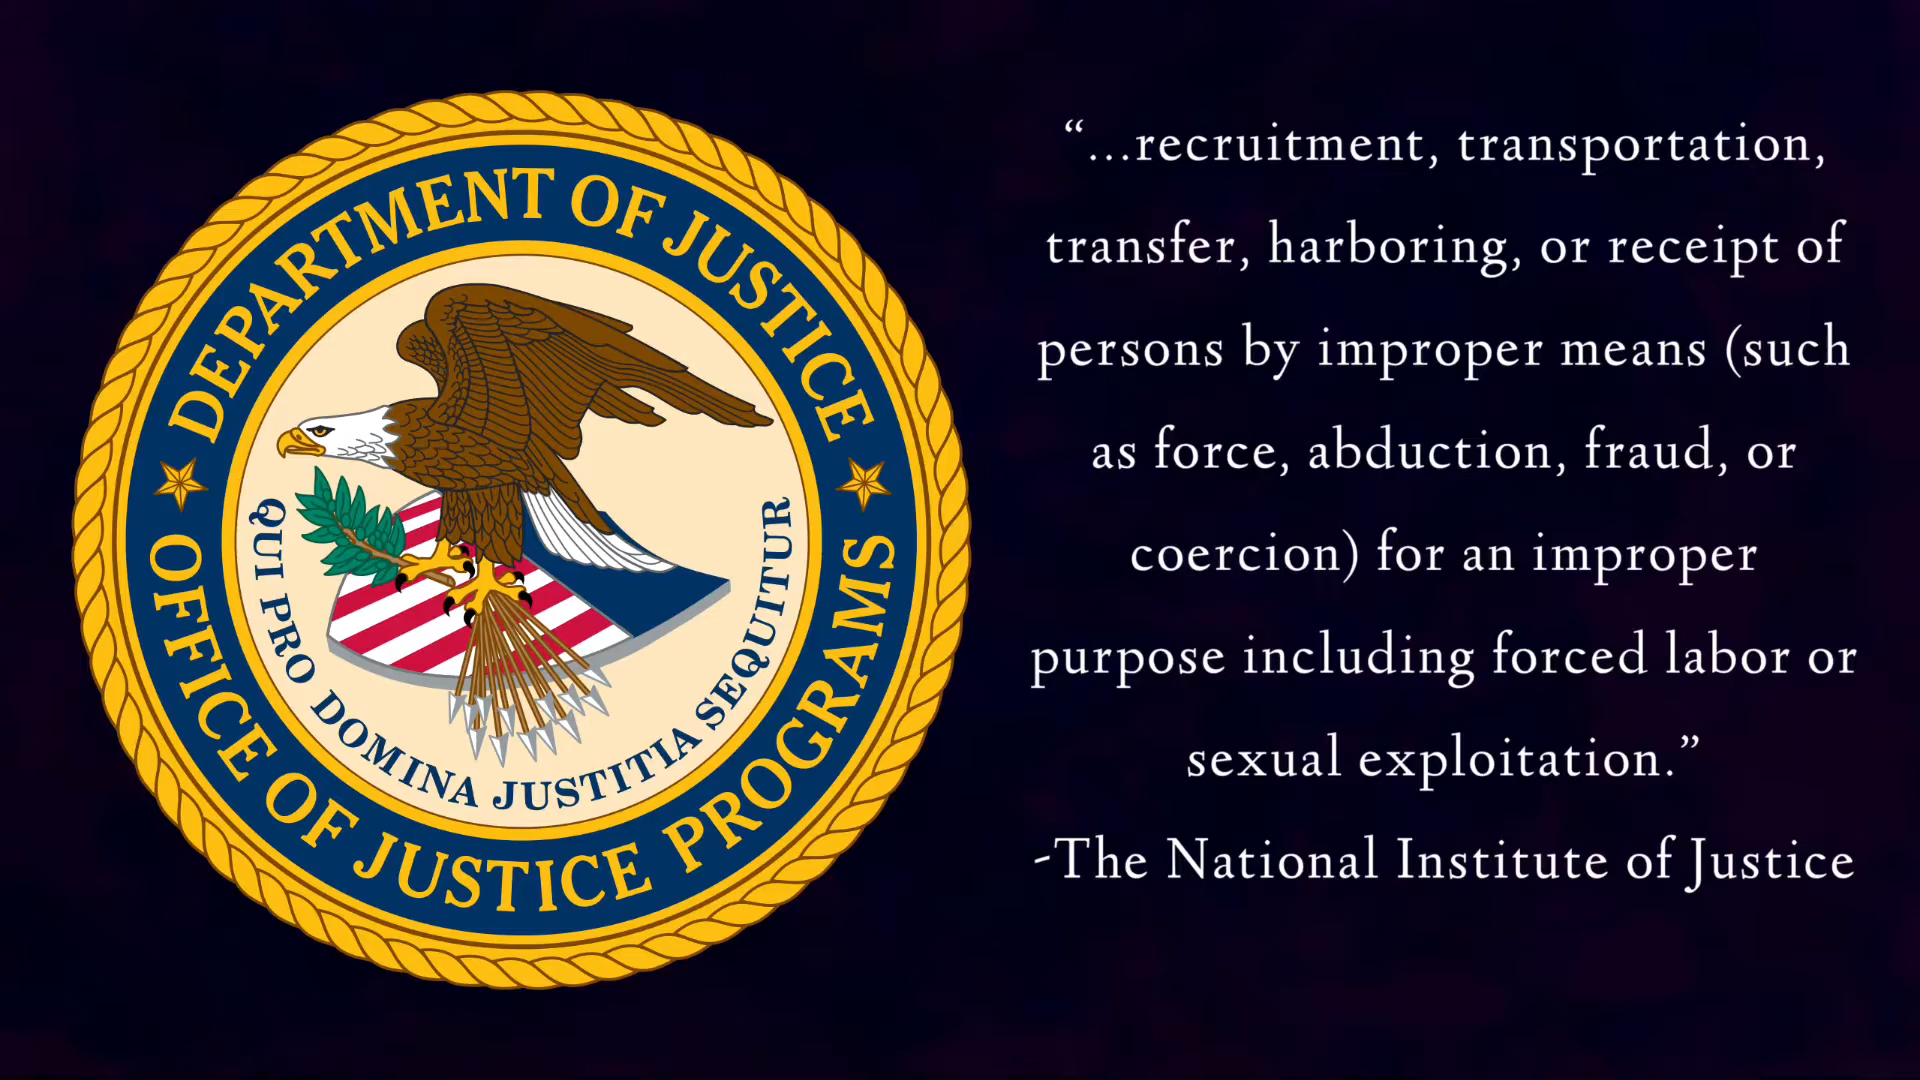 DEPARTMENT OF JUSTICE
OFFICE OF JUSTICE PROGRAMS
QUI PRO DOMINA JUSTITIA SEQUITUR
“...recruitment, transportation,
transfer, harboring, or receipt of
persons by improper means (such
as force, abduction, fraud, or
coercion) for an improper
purpose including forced labor or
sexual exploitation.”
-The National Institute of Justice